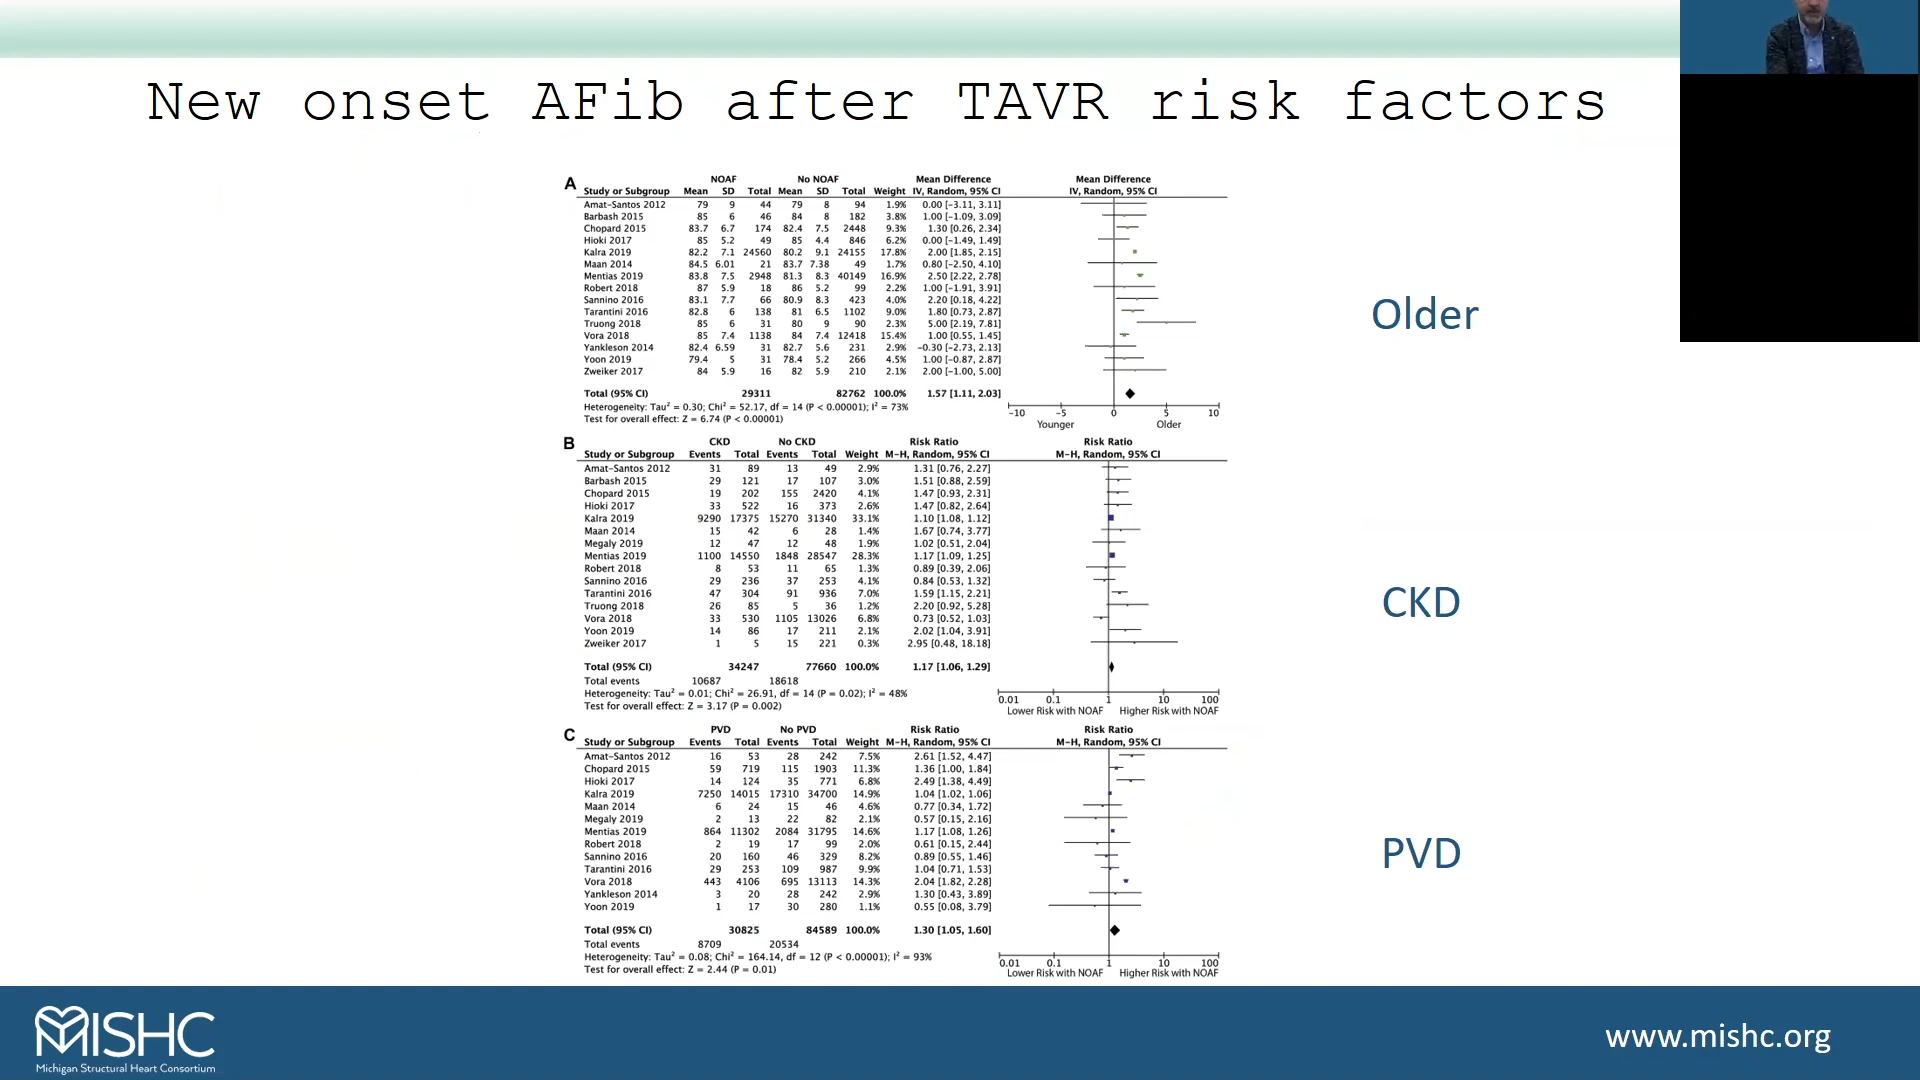 New onset AFib after TAVR risk factors
A
NOAF No NOAF Mean Difference Mean Difference
Study or Subgroup Mean SD Total Mean SD Total Weight IV, Random, 95% CI IV, Random, 95% CI
Amat-Santos 2012 79 9 44 79 8 94 1.9% 0.00 [-3.11, 3.11]
Barbash 2015 85 6 46 84 8 182 3.8% 1.00 [-1.09, 3.09]
Chopard 2015 83.7 6.7 174 82.4 7.5 2448 9.3% 1.30 [0.26, 2.34]
Hioki 2017 85 5.2 49 85 4.4 846 6.2% 0.00 [-1.49, 1.49]
Kalra 2019 82.2 7.1 24560 80.2 9.1 24155 17.8% 2.00 [1.85, 2.15]
Maan 2014 84.5 6.01 21 83.7 7.38 49 1.7% 0.80 [-2.50, 4.10]
Mentias 2019 83.8 7.5 2948 81.3 8.3 40149 16.9% 2.50 [2.22, 2.78]
Robert 2018 87 5.9 18 86 5.2 99 2.2% 1.00 [-1.91, 3.91]
Sannino 2016 83.1 7.7 66 80.9 8.3 423 4.0% 2.20 [0.18, 4.22]
Tarantini 2016 82.8 6 138 81 6.5 1102 9.0% 1.80 [0.73, 2.87]
Truong 2018 85 6 31 80 9 90 2.3% 5.00 [2.19, 7.81]
Vora 2018 85 7.4 1138 84 7.4 12418 15.4% 1.00 [0.55, 1.45]
Yankleson 2014 82.4 6.59 31 82.7 5.6 231 2.9% -0.30 [-2.73, 2.13]
Yoon 2019 79.4 5 31 78.4 5.2 266 4.5% 1.00 [-0.87, 2.87]
Zweiker 2017 84 5.9 16 82 5.9 210 2.1% 2.00 [-1.00, 5.00]
Total (95% CI) 29311 82762 100.0% 1.57 [1.11, 2.03]
Heterogeneity: Tau² = 0.30; Chi² = 52.17, df = 14 (P < 0.00001); I² = 73%
Test for overall effect: Z = 6.74 (P < 0.00001)
-10 -5 0 5 10
Younger Older
Older
B
CKD No CKD Risk Ratio Risk Ratio
Study or Subgroup Events Total Events Total Weight M-H, Random, 95% CI M-H, Random, 95% CI
Amat-Santos 2012 31 89 13 49 2.9% 1.31 [0.76, 2.27]
Barbash 2015 29 121 17 107 3.0% 1.51 [0.88, 2.59]
Chopard 2015 19 202 155 2420 4.1% 1.47 [0.93, 2.31]
Hioki 2017 33 522 16 373 2.6% 1.47 [0.82, 2.64]
Kalra 2019 9290 17375 15270 31340 33.1% 1.10 [1.08, 1.12]
Maan 2014 15 42 6 28 1.4% 1.67 [0.74, 3.77]
Megaly 2019 12 47 12 48 1.9% 1.02 [0.51, 2.04]
Mentias 2019 1100 14550 1848 28547 28.3% 1.17 [1.09, 1.25]
Robert 2018 8 53 11 65 1.3% 0.89 [0.39, 2.06]
Sannino 2016 29 236 37 253 4.1% 0.84 [0.53, 1.32]
Tarantini 2016 47 304 91 936 7.0% 1.59 [1.15, 2.21]
Truong 2018 26 85 5 36 1.2% 2.20 [0.92, 5.28]
Vora 2018 33 530 1105 13026 6.8% 0.73 [0.52, 1.03]
Yoon 2019 14 86 17 211 2.1% 2.02 [1.04, 3.91]
Zweiker 2017 1 5 15 221 0.3% 2.95 [0.48, 18.18]
Total (95% CI) 34247 77660 100.0% 1.17 [1.06, 1.29]
Total events 10687 18618
Heterogeneity: Tau² = 0.01; Chi² = 26.91, df = 14 (P = 0.02); I² = 48%
Test for overall effect: Z = 3.17 (P = 0.002)
0.01 0.1 1 10 100
Lower Risk with NOAF Higher Risk with NOAF
CKD
C
PVD No PVD Risk Ratio Risk Ratio
Study or Subgroup Events Total Events Total Weight M-H, Random, 95% CI M-H, Random, 95% CI
Amat-Santos 2012 16 53 28 242 7.5% 2.61 [1.52, 4.47]
Chopard 2015 59 719 115 1903 11.3% 1.36 [1.00, 1.84]
Hioki 2017 14 124 35 771 6.8% 2.49 [1.38, 4.49]
Kalra 2019 7250 14015 17310 34700 14.9% 1.04 [1.02, 1.06]
Maan 2014 6 24 15 46 4.6% 0.77 [0.34, 1.72]
Megaly 2019 2 13 22 82 2.1% 0.57 [0.15, 2.16]
Mentias 2019 864 11302 2084 31795 14.6% 1.17 [1.08, 1.26]
Robert 2018 2 19 17 99 2.0% 0.61 [0.15, 2.44]
Sannino 2016 20 160 46 329 8.2% 0.89 [0.55, 1.46]
Tarantini 2016 29 253 109 987 9.9% 1.04 [0.71, 1.53]
Vora 2018 443 4106 695 13113 14.3% 2.04 [1.82, 2.28]
Yankleson 2014 3 20 28 242 2.9% 1.30 [0.43, 3.89]
Yoon 2019 1 17 30 280 1.1% 0.55 [0.08, 3.79]
Total (95% CI) 30825 84589 100.0% 1.30 [1.05, 1.60]
Total events 8709 20534
Heterogeneity: Tau² = 0.08; Chi² = 164.14, df = 12 (P < 0.00001); I² = 93%
Test for overall effect: Z = 2.44 (P = 0.01)
0.01 0.1 1 10 100
Lower Risk with NOAF Higher Risk with NOAF
PVD
MISHC
Michigan Structural Heart Consortium
www.mishc.org